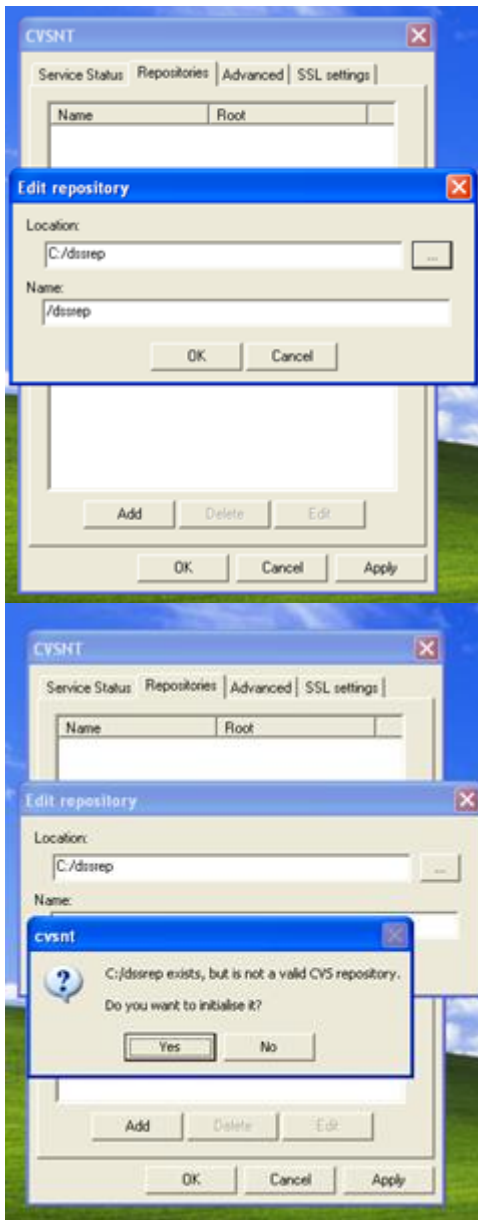 CVSNT
Service Status Repositories Advanced SSL settings
Name Root
Edit repository
Location:
C:/dssrep
...
Name:
/dssrep
OK Cancel
Add Delete Edit
OK Cancel Apply
CVSNT
Service Status Repositories Advanced SSL settings
Name Root
Edit repository
Location:
C:/dssrep
...
Name:
cvsnt
C:/dssrep exists, but is not a valid CVS repository.
Do you want to initialise it?
Yes No
Add Delete Edit
OK Cancel Apply